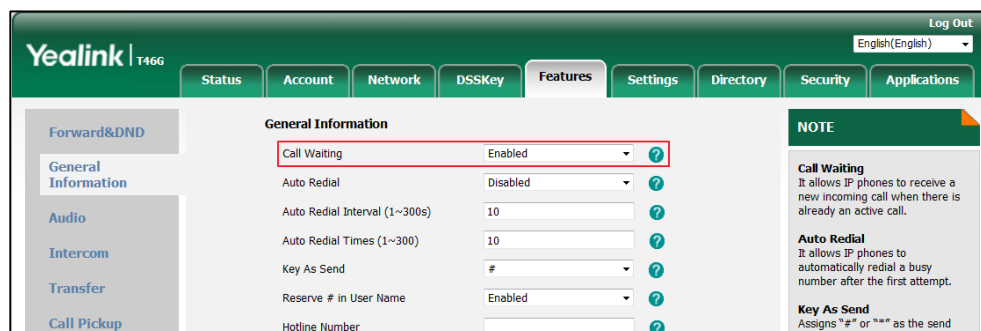 Log Out
English(English)
Yealink | T46G
Status Account Network DSSKey Features Settings Directory Security Applications
Forward&DND
General
Information
Audio
Intercom
Transfer
Call Pickup
General Information
Call Waiting Enabled ?
Auto Redial Disabled ?
Auto Redial Interval (1~300s) 10 ?
Auto Redial Times (1~300) 10 ?
Key As Send # ?
Reserve # in User Name Enabled ?
Hotline Number ?
NOTE
Call Waiting
It allows IP phones to receive a
new incoming call when there is
already an active call.
Auto Redial
It allows IP phones to
automatically redial a busy
number after the first attempt.
Key As Send
Assigns "#" or "*" as the send